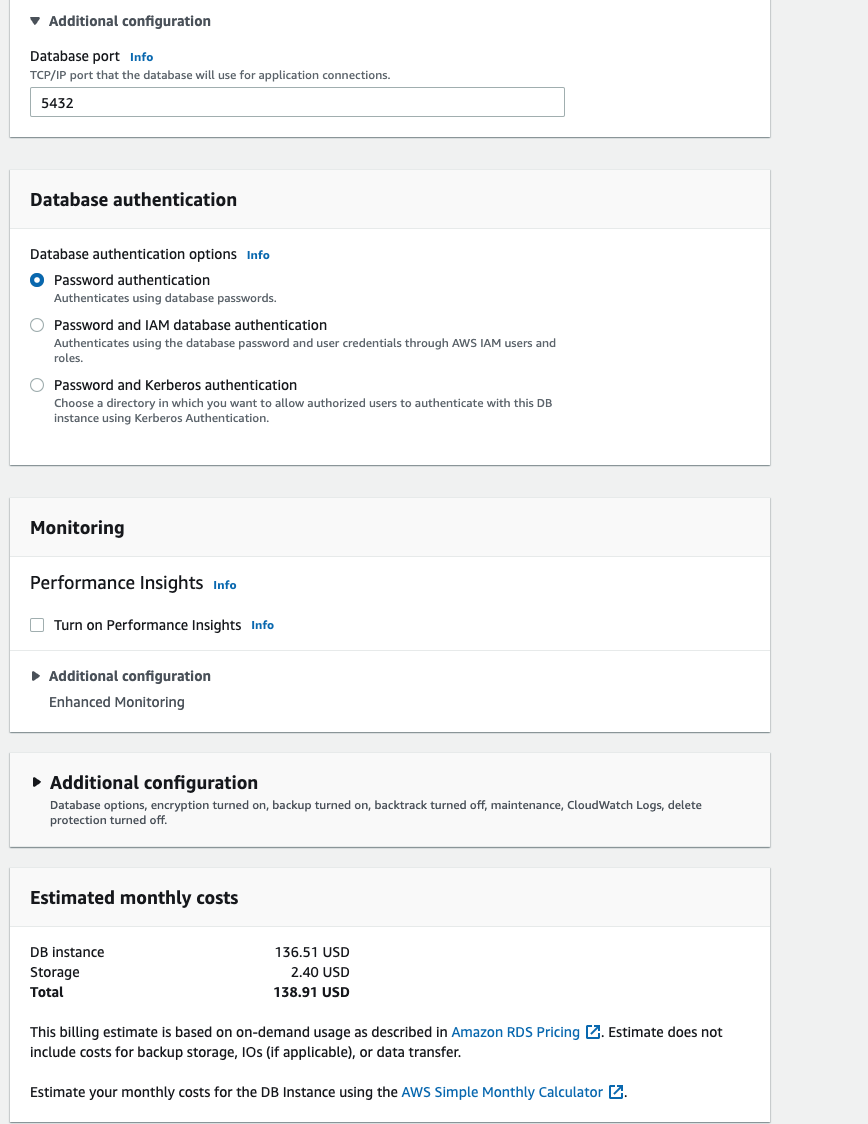 Additional configuration
Database port Info
TCP/IP port that the database will use for application connections.
5432
Database authentication
Database authentication options Info
Password authentication
Authenticates using database passwords.
Password and IAM database authentication
Authenticates using the database password and user credentials through AWS IAM users and
roles.
Password and Kerberos authentication
Choose a directory in which you want to allow authorized users to authenticate with this DB
instance using Kerberos Authentication.
Monitoring
Performance Insights Info
Turn on Performance Insights Info
Additional configuration
Enhanced Monitoring
Additional configuration
Database options, encryption turned on, backup turned on, backtrack turned off, maintenance, CloudWatch Logs, delete
protection turned off.
Estimated monthly costs
DB instance 136.51 USD
Storage 2.40 USD
Total 138.91 USD
This billing estimate is based on on-demand usage as described in Amazon RDS Pricing. Estimate does not
include costs for backup storage, IOs (if applicable), or data transfer.
Estimate your monthly costs for the DB Instance using the AWS Simple Monthly Calculator.